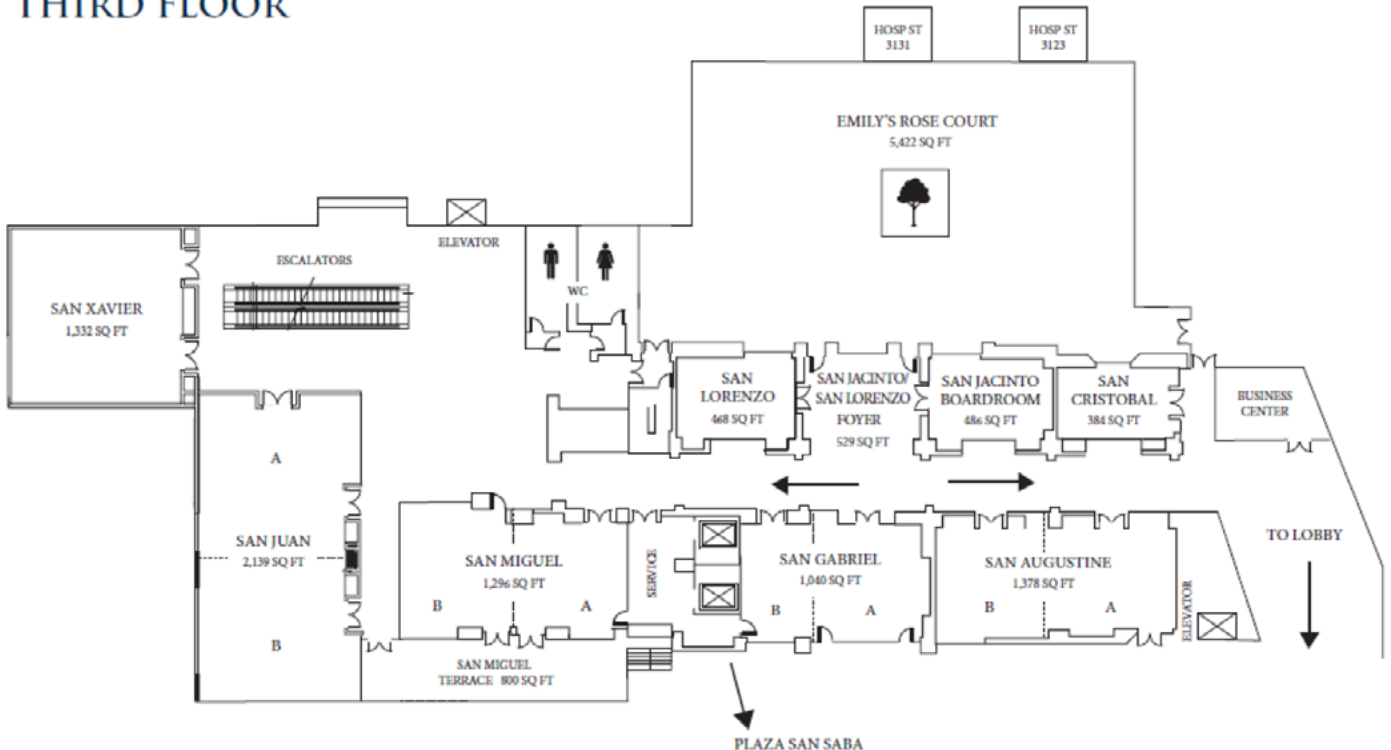 THIRD FLOOR
HOSP ST
3131
HOSP ST
3123
EMILY'S ROSE COURT
5,422 SQ FT
ELEVATOR
ESCALATORS
WC
SAN XAVIER
1,332 SQ FT
SAN
LORENZO
468 SQ FT
SAN JACINTO/
SAN LORENZO
FOYER
529 SQ FT
SAN JACINTO
BOARDROOM
486 SQ FT
SAN
CRISTOBAL
384 SQ FT
BUSINESS
CENTER
A
SAN JUAN
2,139 SQ FT
B
SAN MIGUEL
1,296 SQ FT
B
A
SERVICE
SAN GABRIEL
1,040 SQ FT
B
A
SAN AUGUSTINE
1,378 SQ FT
B
A
ELEVATOR
TO LOBBY
SAN MIGUEL
TERRACE 800 SQ FT
PLAZA SAN SABA